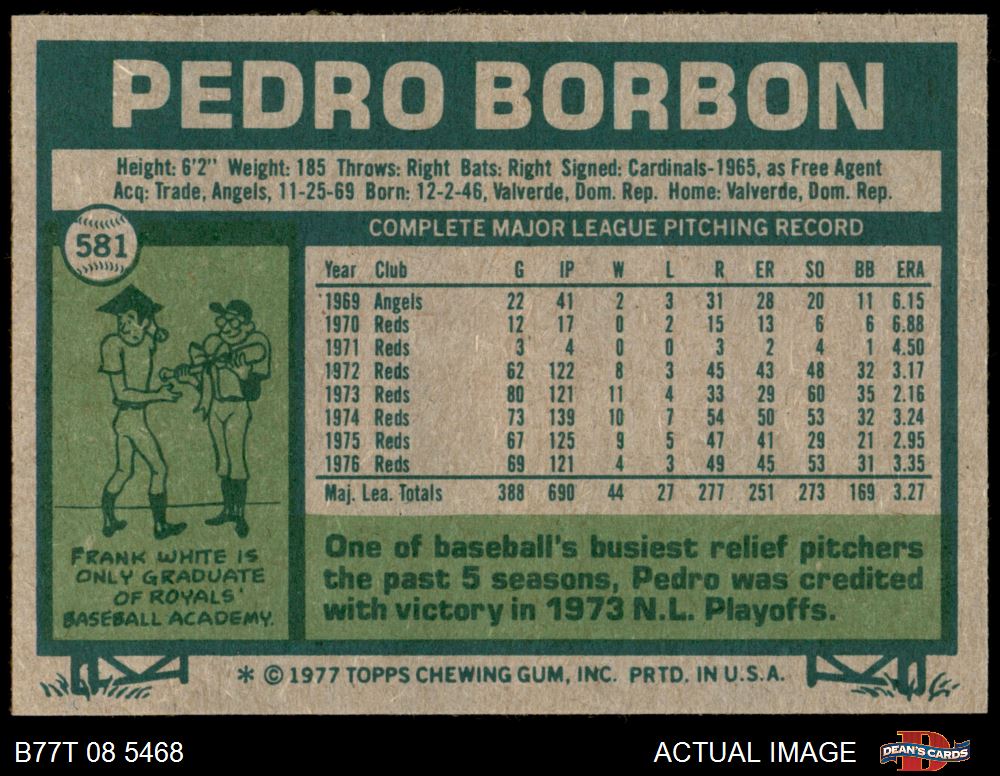 PEDRO BORBON
Height: 6'2" Weight: 185 Throws: Right Bats: Right Signed: Cardinals-1965, as Free Agent
Acq: Trade, Angels, 11-25-69 Born: 12-2-46, Valverde, Dom. Rep. Home: Valverde, Dom. Rep.
581
COMPLETE MAJOR LEAGUE PITCHING RECORD
Year Club G IP W L R ER SO BB ERA
1969 Angels 22 41 2 3 31 28 20 11 6.15
1970 Reds 12 17 0 2 15 13 6 6 6.88
1971 Reds 3 4 0 0 3 2 4 1 4.50
1972 Reds 62 122 8 3 45 43 48 32 3.17
1973 Reds 80 121 11 4 33 29 60 35 2.16
1974 Reds 73 139 10 7 54 50 53 32 3.24
1975 Reds 67 125 9 5 47 41 29 21 2.95
1976 Reds 69 121 4 3 49 45 53 31 3.35
Maj. Lea. Totals 388 690 44 27 277 251 273 169 3.27
FRANK WHITE IS
ONLY GRADUATE
OF ROYALS'
BASEBALL ACADEMY.
One of baseball's busiest relief pitchers
the past 5 seasons, Pedro was credited
with victory in 1973 N.L. Playoffs.
* © 1977 TOPPS CHEWING GUM, INC. PRTD. IN U.S.A.
B77T 08 5468
ACTUAL IMAGE
D
DEAN'S CARDS